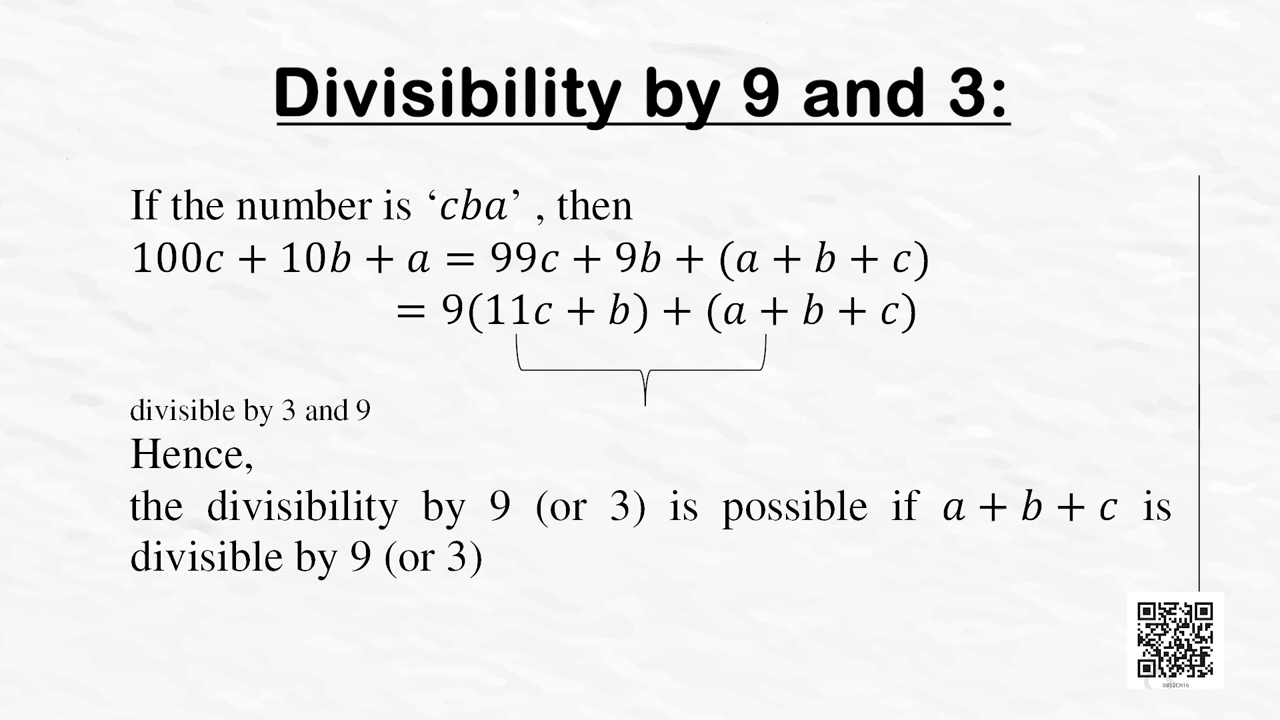 Divisibility by 9 and 3:
If the number is ‘cba’ , then
100c + 10b + a = 99c + 9b + (a + b + c)
= 9(11c + b) + (a + b + c)
divisible by 3 and 9
Hence,
the divisibility by 9 (or 3) is possible if a + b + c is
divisible by 9 (or 3)
0852CH16